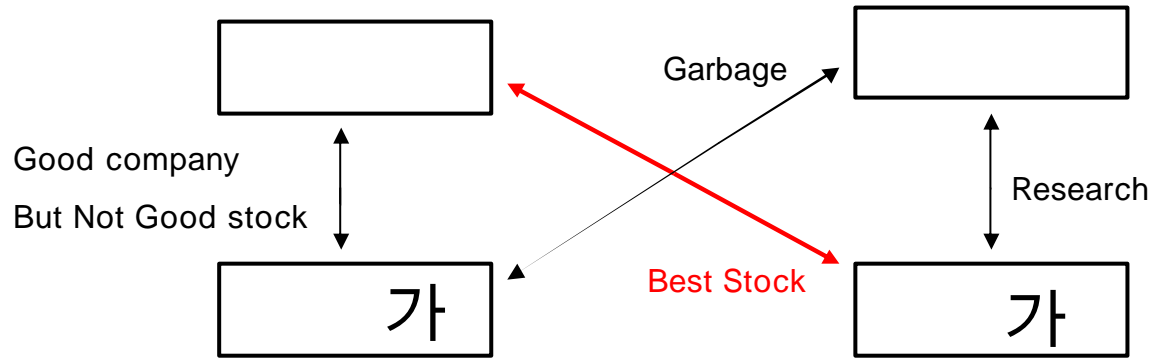 Garbage
Good company
But Not Good stock
Research
Best Stock
가
가